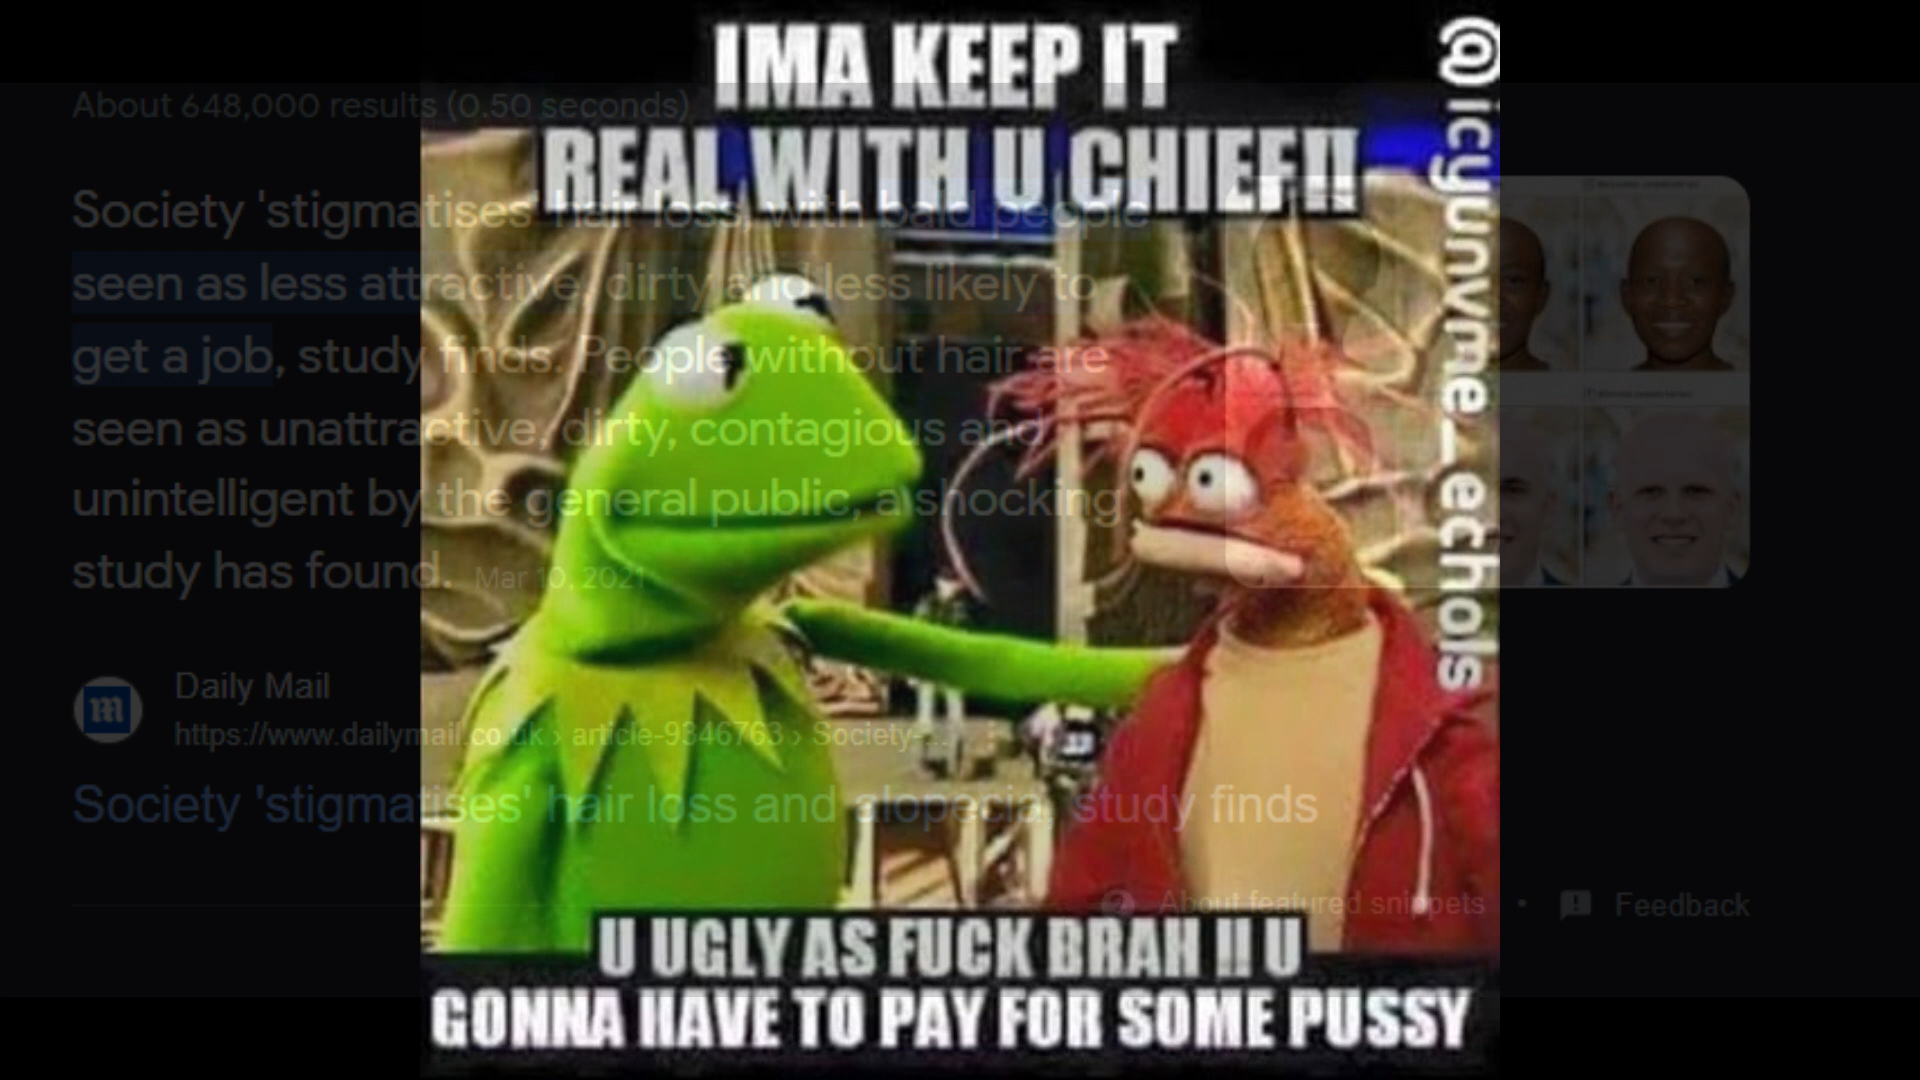 IMA KEEP IT
REAL WITH U CHIEF!!
@icyunvme_echols
About 648,000 results (0.50 seconds)
Society 'stigmatises' hair loss, with bald people
seen as less attractive, dirty and less likely to
get a job, study finds. People without hair are
seen as unattractive, dirty, contagious and
unintelligent by the general public, a shocking
study has found. Mar 10, 2021
Daily Mail
https://www.dailymail.co.uk › article-9346763 › Society-...
Society 'stigmatises' hair loss and alopecia, study finds
About featured snippets • Feedback
U UGLY AS FUCK BRAH !! U
GONNA HAVE TO PAY FOR SOME PUSSY